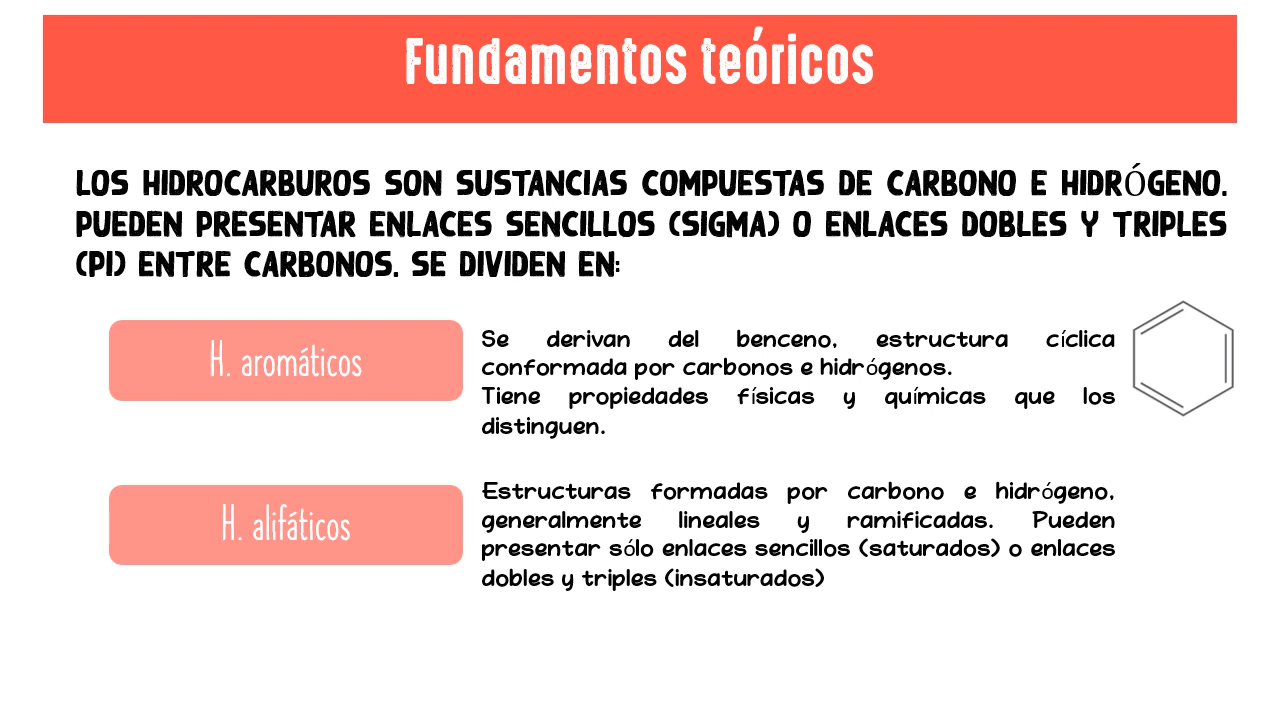 Fundamentos teóricos
LOS HIDROCARBUROS SON SUSTANCIAS COMPUESTAS DE CARBONO E HIDRÓGENO.
PUEDEN PRESENTAR ENLACES SENCILLOS (SIGMA) O ENLACES DOBLES Y TRIPLES
(PI) ENTRE CARBONOS. SE DIVIDEN EN:
H. aromáticos
Se derivan del benceno, estructura cíclica
conformada por carbonos e hidrógenos.
Tiene propiedades físicas y químicas que los
distinguen.
H. alifáticos
Estructuras formadas por carbono e hidrógeno,
generalmente lineales y ramificadas. Pueden
presentar sólo enlaces sencillos (saturados) o enlaces
dobles y triples (insaturados)